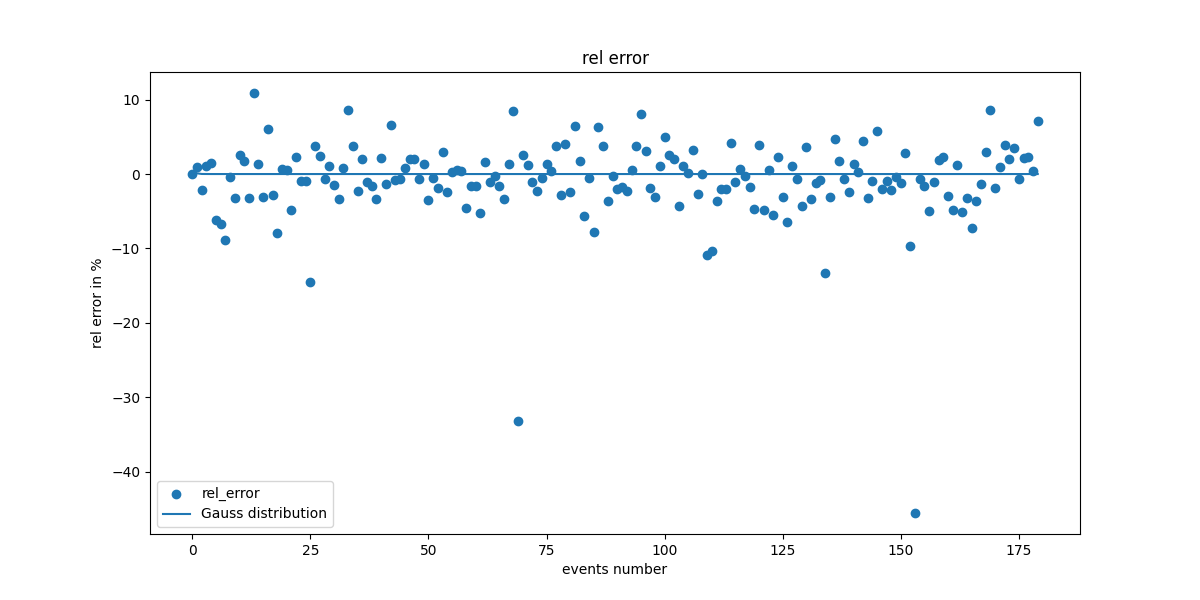 rel error
10
0
−10
−20
−30
−40
rel error in %
rel_error
Gauss distribution
0 25 50 75 100 125 150 175
events number